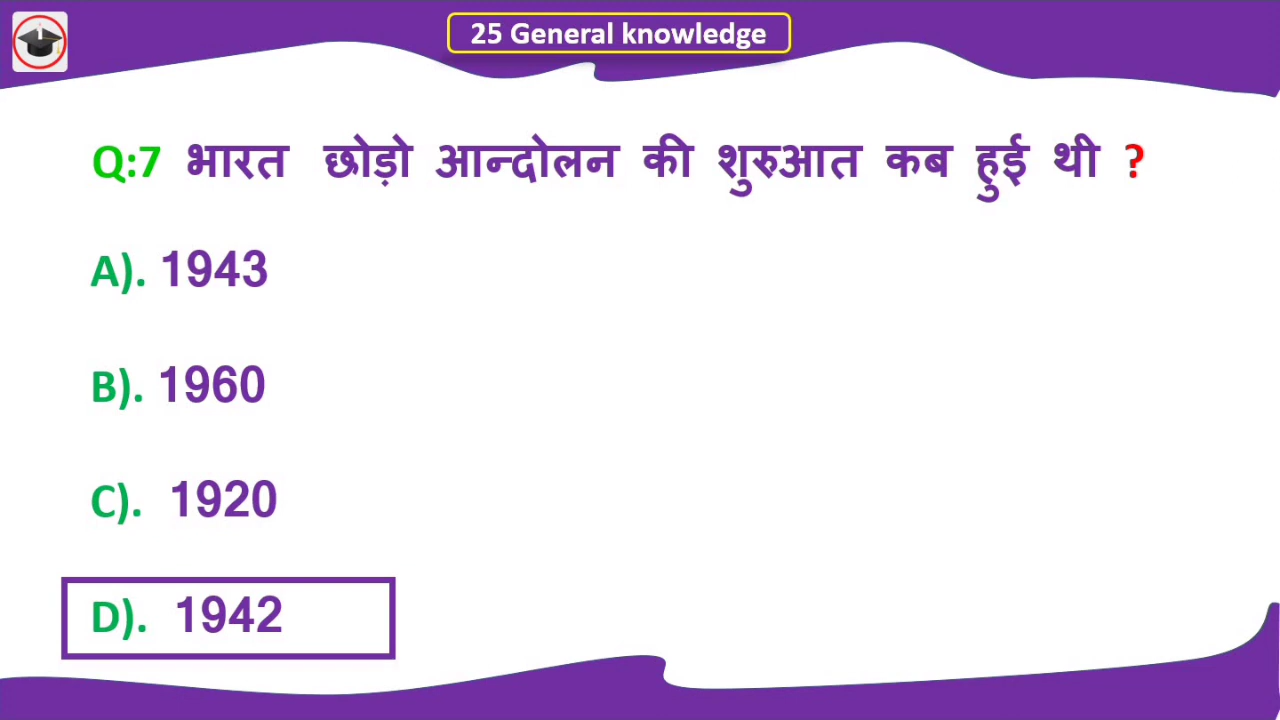 25 General knowledge
Q:7 भारत छोड़ो आन्दोलन की शुरुआत कब हुई थी ?
A). 1943
B). 1960
C). 1920
D). 1942